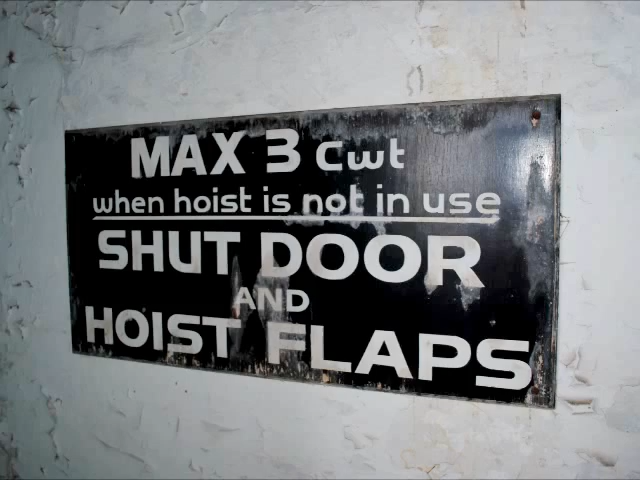 MAX 3 Cwt
when hoist is not in use
SHUT DOOR
AND
HOIST FLAPS